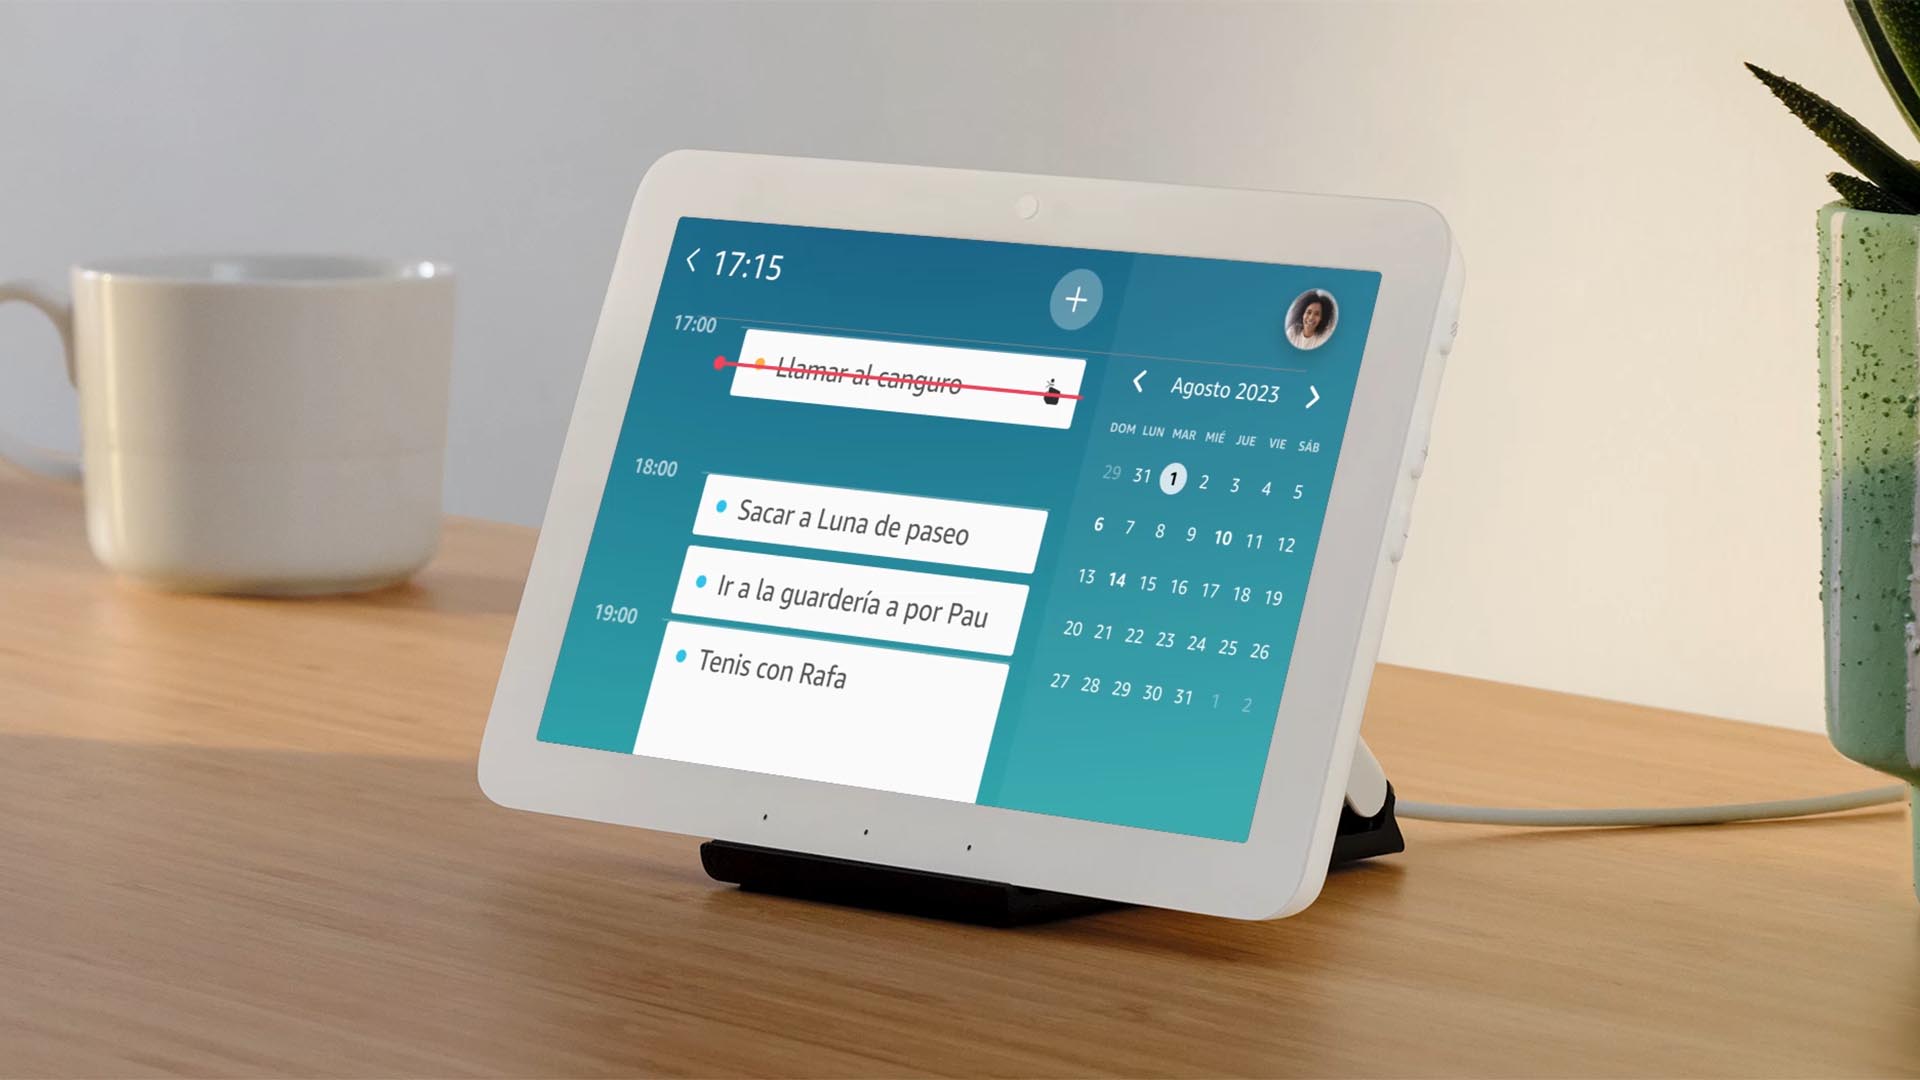 17:15
+
17:00
Llamar al canguro
18:00
Sacar a Luna de paseo
Ir a la guardería a por Pau
19:00
Tenis con Rafa
Agosto 2023
DOM LUN MAR MIÉ JUE VIE SÁB
29 31 1 2 3 4 5
6 7 8 9 10 11 12
13 14 15 16 17 18 19
20 21 22 23 24 25 26
27 28 29 30 31 1 2